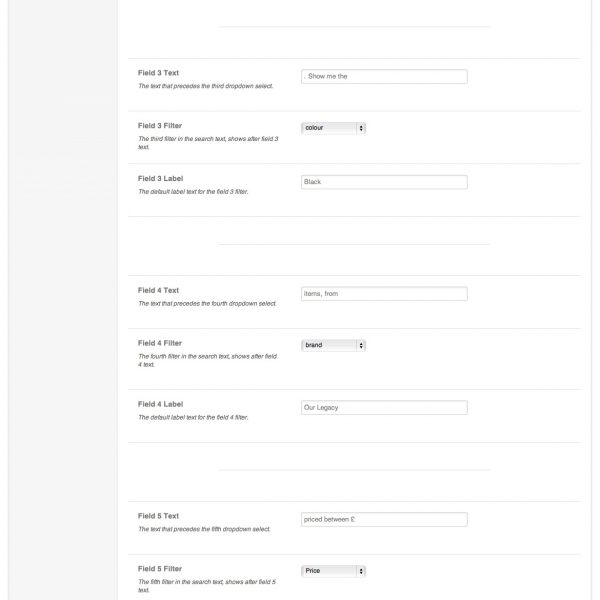 Field 3 Text
. Show me the
The text that precedes the third dropdown select.
Field 3 Filter
colour
The third filter in the search text, shows after field 3
text.
Field 3 Label
Black
The default label text for the field 3 filter.
Field 4 Text
items, from
The text that precedes the fourth dropdown select.
Field 4 Filter
brand
The fourth filter in the search text, shows after field
4 text.
Field 4 Label
Our Legacy
The default label text for the field 4 filter.
Field 5 Text
priced between £
The text that precedes the fifth dropdown select.
Field 5 Filter
Price
The fifth filter in the search text, shows after field 5
text.